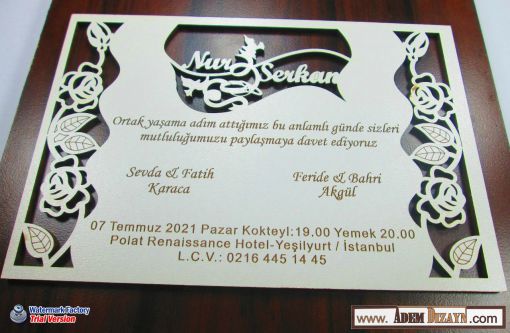 Nur & Serkan
Ortak yaşama adım attığımız bu anlamlı günde sizleri
mutluluğumuzu paylaşmaya davet ediyoruz
Sevda & Fatih
Karaca
Feride & Bahri
Akgül
07 Temmuz 2021 Pazar Kokteyl:19.00 Yemek 20.00
Polat Renaissance Hotel-Yeşilyurt / İstanbul
L.C.V.: 0216 445 14 45
Watermark Factory
Trial Version
www.AdemDizayn.com